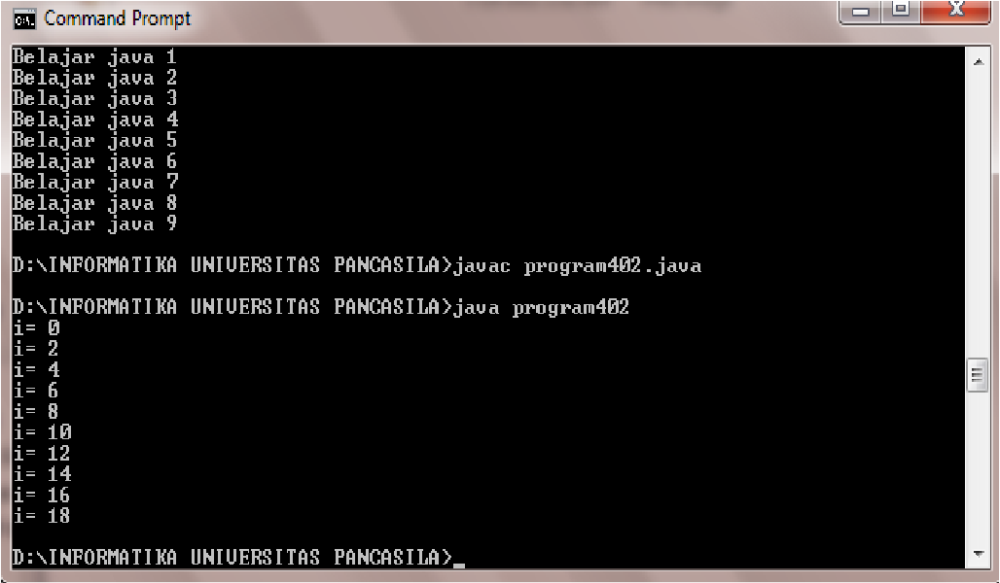 C:\. Command Prompt
Belajar java 1
Belajar java 2
Belajar java 3
Belajar java 4
Belajar java 5
Belajar java 6
Belajar java 7
Belajar java 8
Belajar java 9
D:\INFORMATIKA UNIVERSITAS PANCASILA>javac program402.java
D:\INFORMATIKA UNIVERSITAS PANCASILA>java program402
i= 0
i= 2
i= 4
i= 6
i= 8
i= 10
i= 12
i= 14
i= 16
i= 18
D:\INFORMATIKA UNIVERSITAS PANCASILA>_